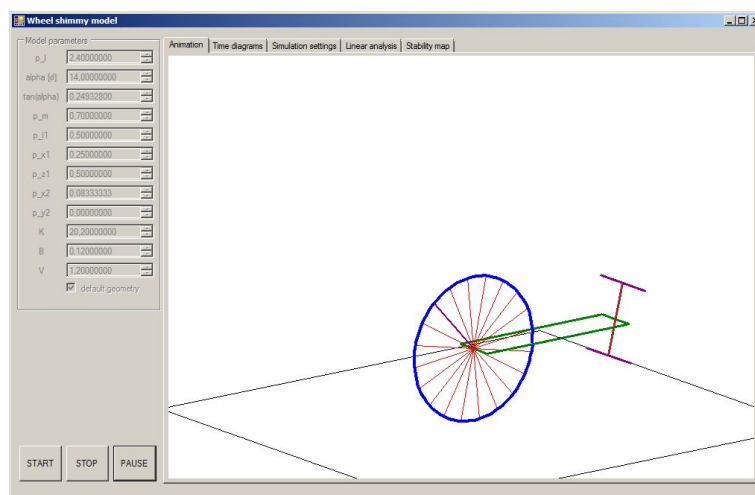 Wheel shimmy model
Model parameters
p_l 2,40000000
alpha [d] 14,00000000
tan(alpha) 0,24932800
p_m 0,70000000
p_l1 0,50000000
p_x1 0,25000000
p_z1 0,50000000
p_x2 0,08333333
p_y2 0,00000000
K 20,20000000
B 0,12000000
V 1,20000000
default geometry
START STOP PAUSE
Animation Time diagrams Simulation settings Linear analysis Stability map